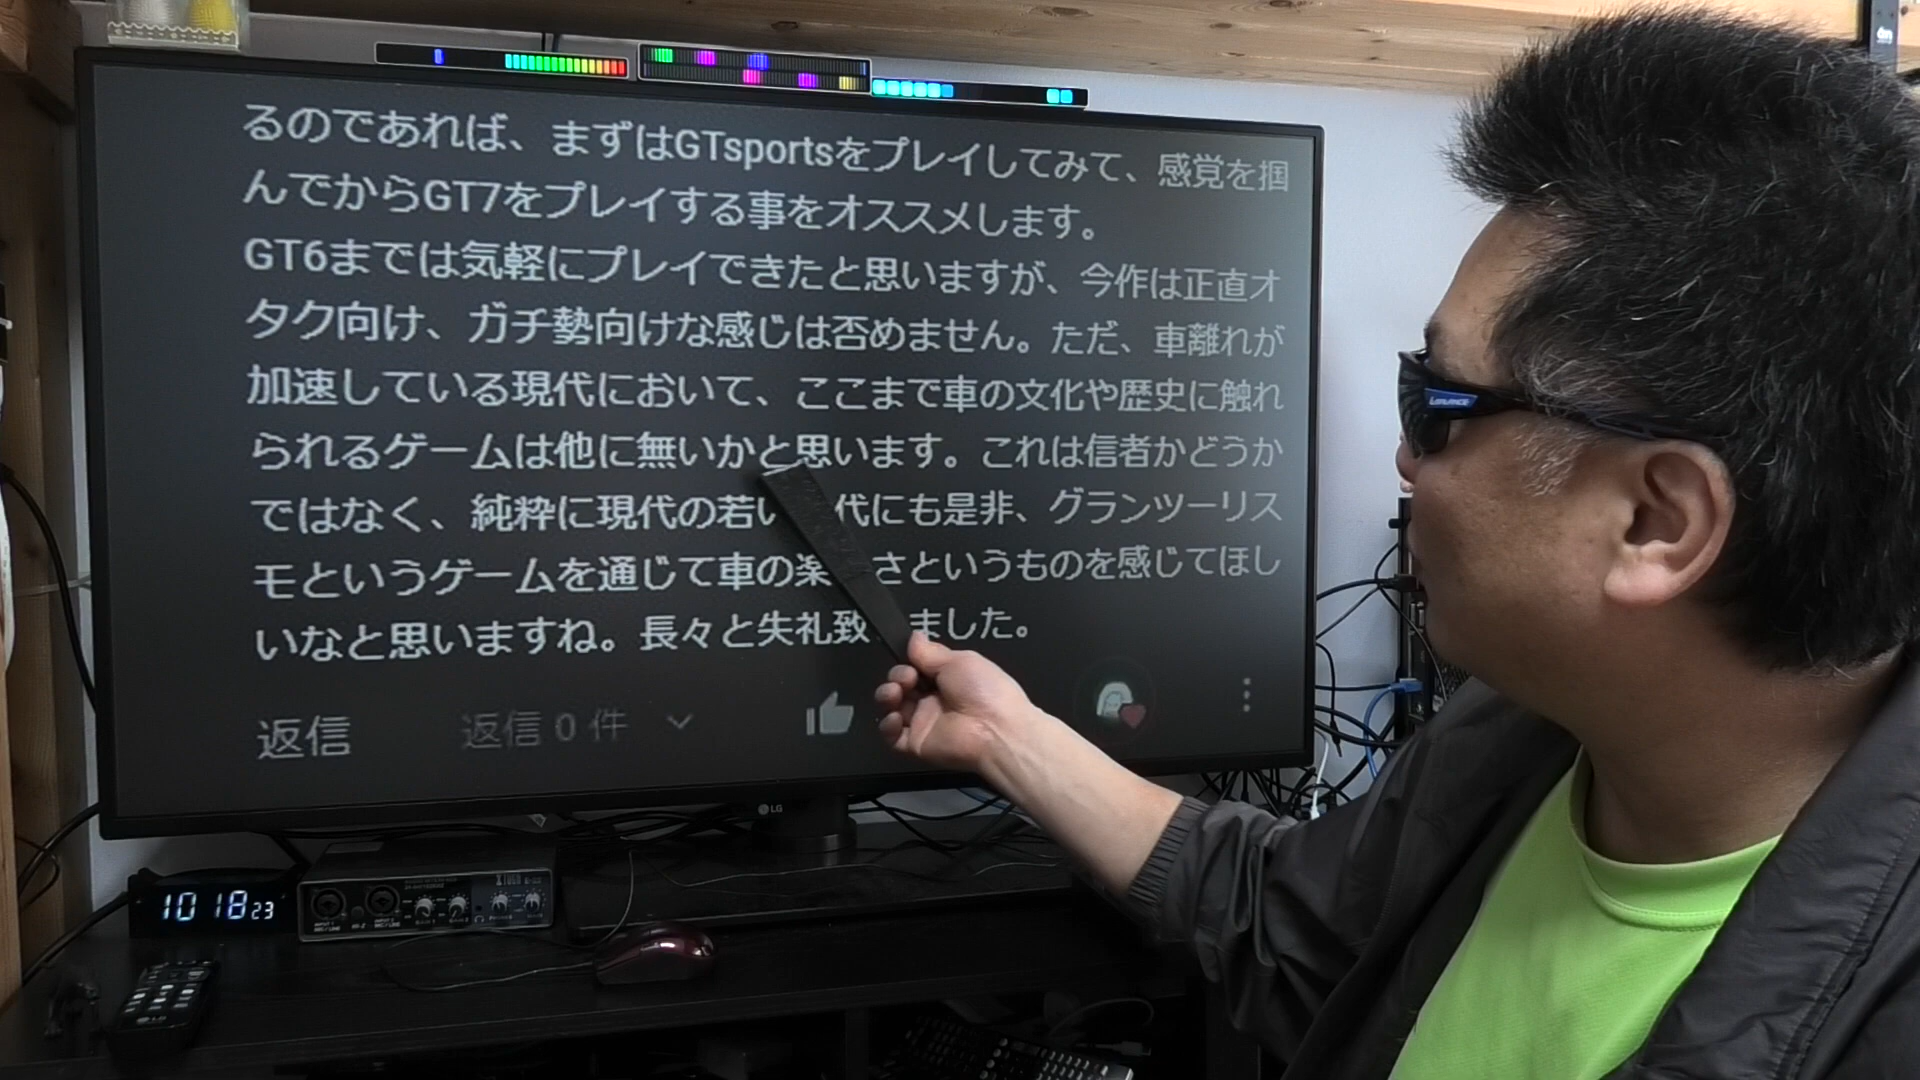 るのであれば、まずはGTsportsをプレイしてみて、感覚を掴
んでからGT7をプレイする事をオススメします。
GT6までは気軽にプレイできたと思いますが、今作は正直オ
タク向け、ガチ勢向けな感じは否めません。ただ、車離れが
加速している現代において、ここまで車の文化や歴史に触れ
られるゲームは他に無いかと思います。これは信者かどうか
ではなく、純粋に現代の若い 代にも是非、グランツーリス
モというゲームを通じて車の楽 さというものを感じてほし
いなと思いますね。長々と失礼致 ました。
返信
返信 0 件
LG
10 18 23